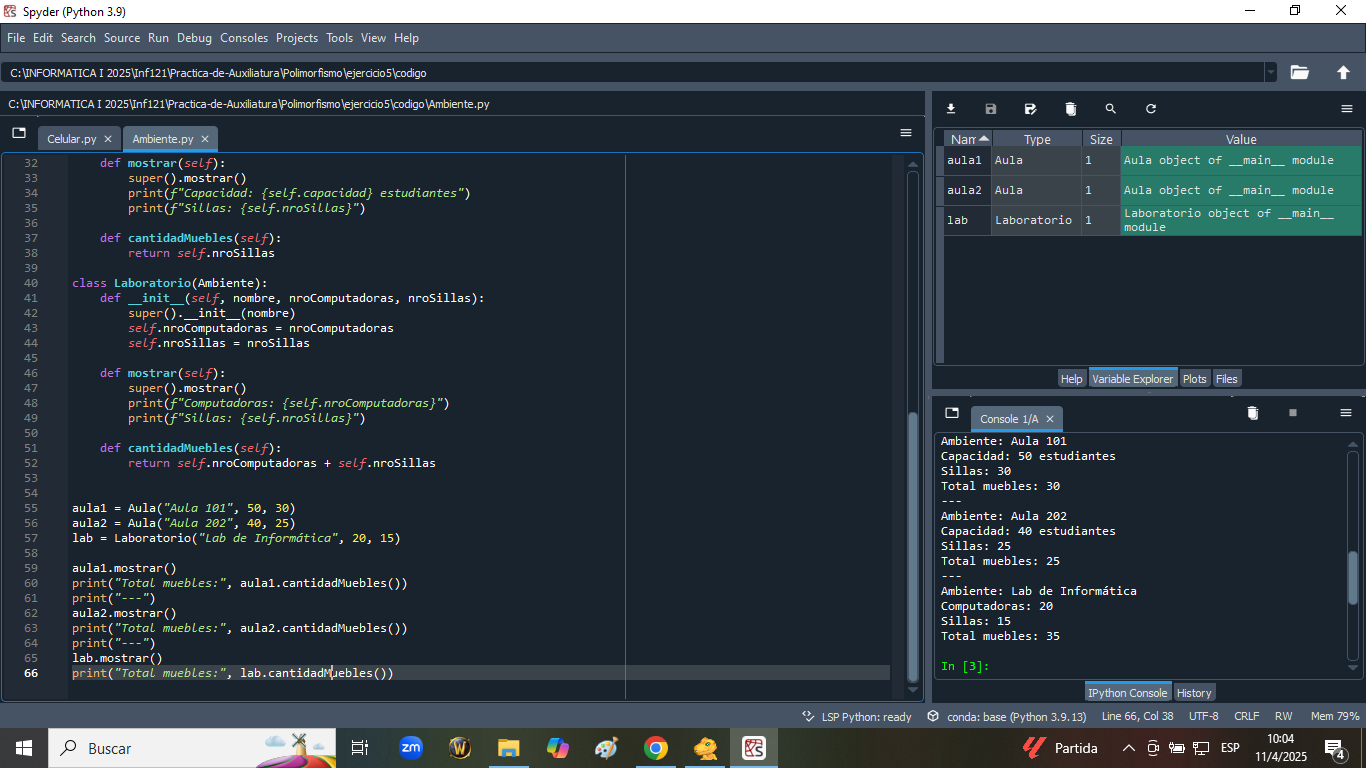 Spyder (Python 3.9)
File Edit Search Source Run Debug Consoles Projects Tools View Help
C:\INFORMATICA I 2025\Inf121\Practica-de-Auxiliatura\Polimorfismo\ejercicio5\codigo
C:\INFORMATICA I 2025\Inf121\Practica-de-Auxiliatura\Polimorfismo\ejercicio5\codigo\Ambiente.py
Celular.py Ambiente.py
32 def mostrar(self):
33 super().mostrar()
34 print(f"Capacidad: {self.capacidad} estudiantes")
35 print(f"Sillas: {self.nroSillas}")
36
37 def cantidadMuebles(self):
38 return self.nroSillas
39
40 class Laboratorio(Ambiente):
41 def __init__(self, nombre, nroComputadoras, nroSillas):
42 super().__init__(nombre)
43 self.nroComputadoras = nroComputadoras
44 self.nroSillas = nroSillas
45
46 def mostrar(self):
47 super().mostrar()
48 print(f"Computadoras: {self.nroComputadoras}")
49 print(f"Sillas: {self.nroSillas}")
50
51 def cantidadMuebles(self):
52 return self.nroComputadoras + self.nroSillas
53
54
55 aula1 = Aula("Aula 101", 50, 30)
56 aula2 = Aula("Aula 202", 40, 25)
57 lab = Laboratorio("Lab de Informática", 20, 15)
58
59 aula1.mostrar()
60 print("Total muebles:", aula1.cantidadMuebles())
61 print("---")
62 aula2.mostrar()
63 print("Total muebles:", aula2.cantidadMuebles())
64 print("---")
65 lab.mostrar()
66 print("Total muebles:", lab.cantidadMuebles())
Nam Type Size Value
aula1 Aula 1 Aula object of __main__ module
aula2 Aula 1 Aula object of __main__ module
lab Laboratorio 1 Laboratorio object of __main__
module
Help Variable Explorer Plots Files
Console 1/A
Ambiente: Aula 101
Capacidad: 50 estudiantes
Sillas: 30
Total muebles: 30
---
Ambiente: Aula 202
Capacidad: 40 estudiantes
Sillas: 25
Total muebles: 25
---
Ambiente: Lab de Informática
Computadoras: 20
Sillas: 15
Total muebles: 35
In [3]:
IPython Console History
LSP Python: ready conda: base (Python 3.9.13) Line 66, Col 38 UTF-8 CRLF RW Mem 79%
Buscar zm Partida ESP 10:04
11/4/2025 4